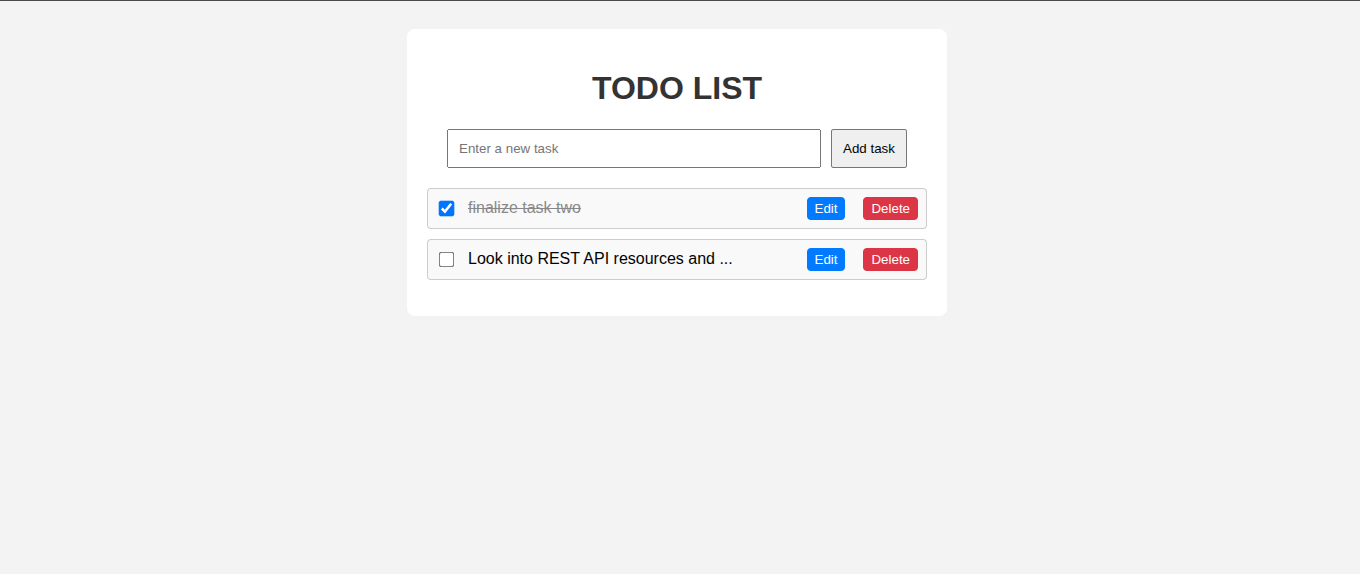 TODO LIST
Enter a new task
Add task
finalize task two
Edit
Delete
Look into REST API resources and ...
Edit
Delete